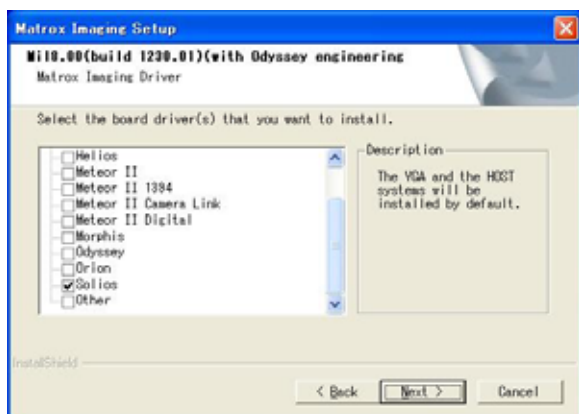 Matrox Imaging Setup
Mil8.00(build 1230.01)(with Odyssey engineering
Matrox Imaging Driver
Select the board driver(s) that you want to install.
Helios
Meteor II
Meteor II 1394
Meteor II Camera Link
Meteor II Digital
Morphis
Odyssey
Orion
Solios
Other
Description
The VGA and the HOST
systems will be
installed by default.
InstallShield
< Back
Next >
Cancel